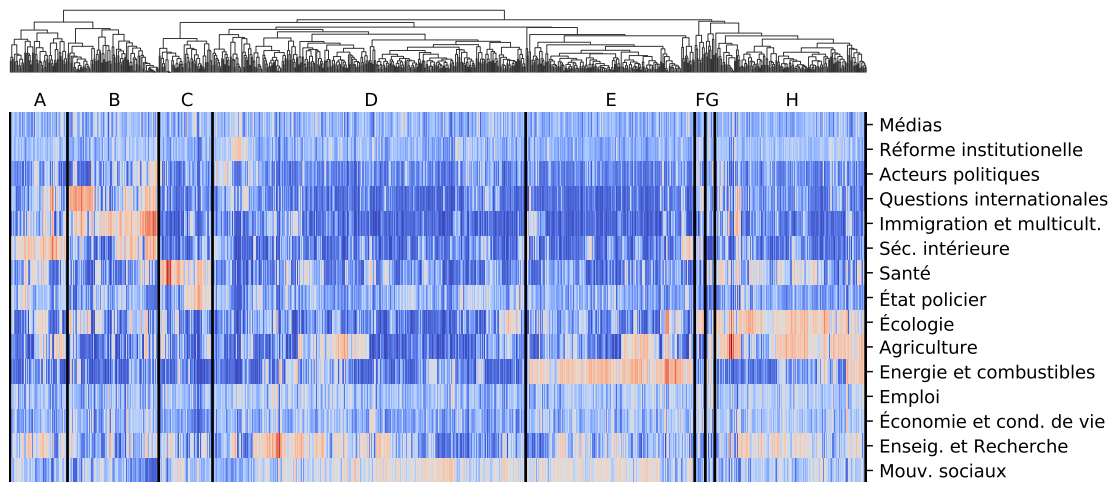 A B C D E FG H
Médias
Réforme institutionelle
Acteurs politiques
Questions internationales
Immigration et multicult.
Séc. intérieure
Santé
État policier
Écologie
Agriculture
Energie et combustibles
Emploi
Économie et cond. de vie
Enseig. et Recherche
Mouv. sociaux